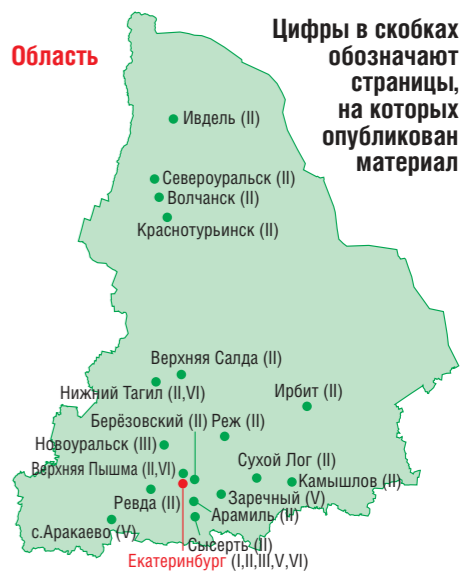 Цифры в скобках
обозначают
страницы,
на которых
опубликован
материал
Область
Ивдель (II)
Североуральск (II)
Волчанск (II)
Краснотурьинск (II)
Верхняя Салда (II)
Нижний Тагил (II,VI)
Ирбит (II)
Берёзовский (II)
Реж (II)
Новоуральск (III)
Верхняя Пышма (II,VI)
Сухой Лог (II)
Камышлов (II)
Ревда (II)
Заречный (V)
Арамиль (II)
с.Аракаево (V)
Сысерть (II)
Екатеринбург (I,II,III,V,VI)